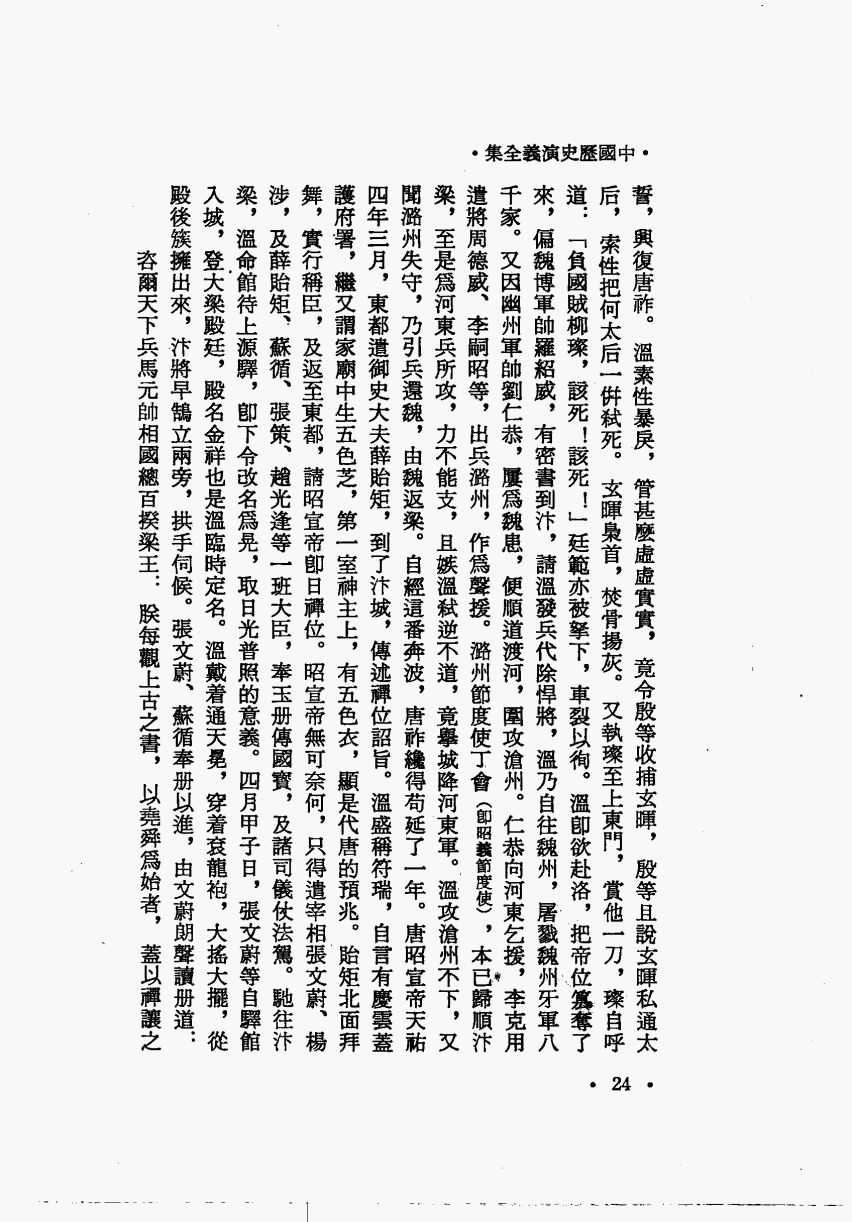 •中國歷史演義全集•
誓，興復唐祚。溫素性暴戾，管甚麼虛虛實實，竟令殷等收捕玄暉，殷等且說玄暉私通太
后，索性把何太后一併弒死。玄暉梟首，焚骨揚灰。又執璨至上東門，賞他一刀，璨自呼
道：「負國賊柳璨，該死！該死！」廷範亦被拏下，車裂以徇。溫卽欲赴洛，把帝位篡奪了
來，偏魏博軍帥羅紹威，有密書到汴，請溫發兵代除悍將，溫乃自往魏州，屠戮魏州牙軍八
千家。又因幽州軍帥劉仁恭，屢爲魏患，便順道渡河，圍攻滄州。仁恭向河東乞援，李克用
遣將周德威、李嗣昭等，出兵潞州，作爲聲援。潞州節度使丁會（卽昭義節度使），本已歸順汴
梁，至是爲河東兵所攻，力不能支，且嫉溫弒逆不道，竟舉城降河東軍。溫攻滄州不下，又
聞潞州失守，乃引兵還魏，由魏返梁。自經這番奔波，唐祚纔得苟延了一年。唐昭宣帝天祐
四年三月，東都遣御史大夫薛貽矩，到了汴城，傳述禪位詔旨。溫盛稱符瑞，自言有慶雲蓋
護府署，繼又謂家廟中生五色芝，第一室神主上，有五色衣，顯是代唐的預兆。貽矩北面拜
舞，實行稱臣，及返至東都，請昭宣帝卽日禪位。昭宣帝無可奈何，只得遣宰相張文蔚、楊
涉，及薛貽矩、蘇循、張策、趙光逢等一班大臣，奉玉册傳國寶，及諸司儀仗法駕。馳往汴
梁，溫命館待上源驛，卽下令改名爲晃，取日光普照的意義。四月甲子日，張文蔚等自驛館
入城，登大梁殿廷，殿名金祥也是溫臨時定名。溫戴着通天冕，穿着袞龍袍，大搖大擺，從
殿後簇擁出來，汴將早鵠立兩旁，拱手伺候。張文蔚、蘇循奉册以進，由文蔚朗聲讀册道：
咨爾天下兵馬元帥相國總百揆梁王：朕每觀上古之書，以堯舜爲始者，蓋以禪讓之
• 24 •